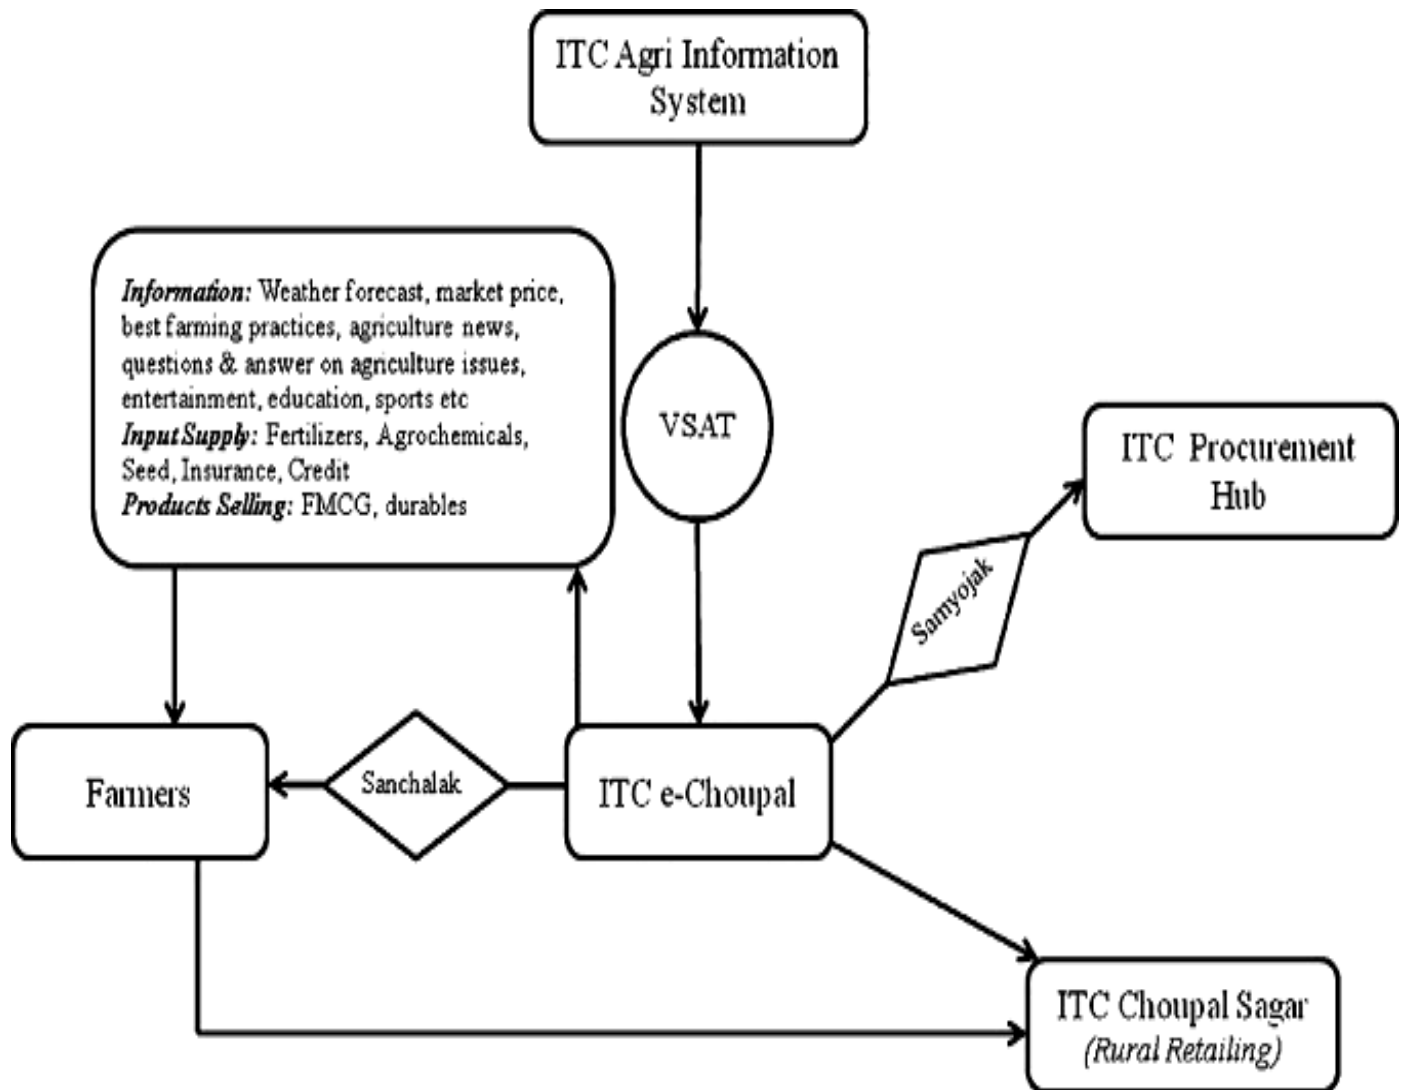 ITC Agri Information
System
Information: Weather forecast, market price,
best farming practices, agriculture news,
questions & answer on agriculture issues,
entertainment, education, sports etc
Input Supply: Fertilizers, Agrochemicals,
Seed, Insurance, Credit
Products Selling: FMCG, durables
VSAT
ITC Procurement
Hub
Samyojak
Farmers
Sanchalak
ITC e-Choupal
ITC Choupal Sagar
(Rural Retailing)